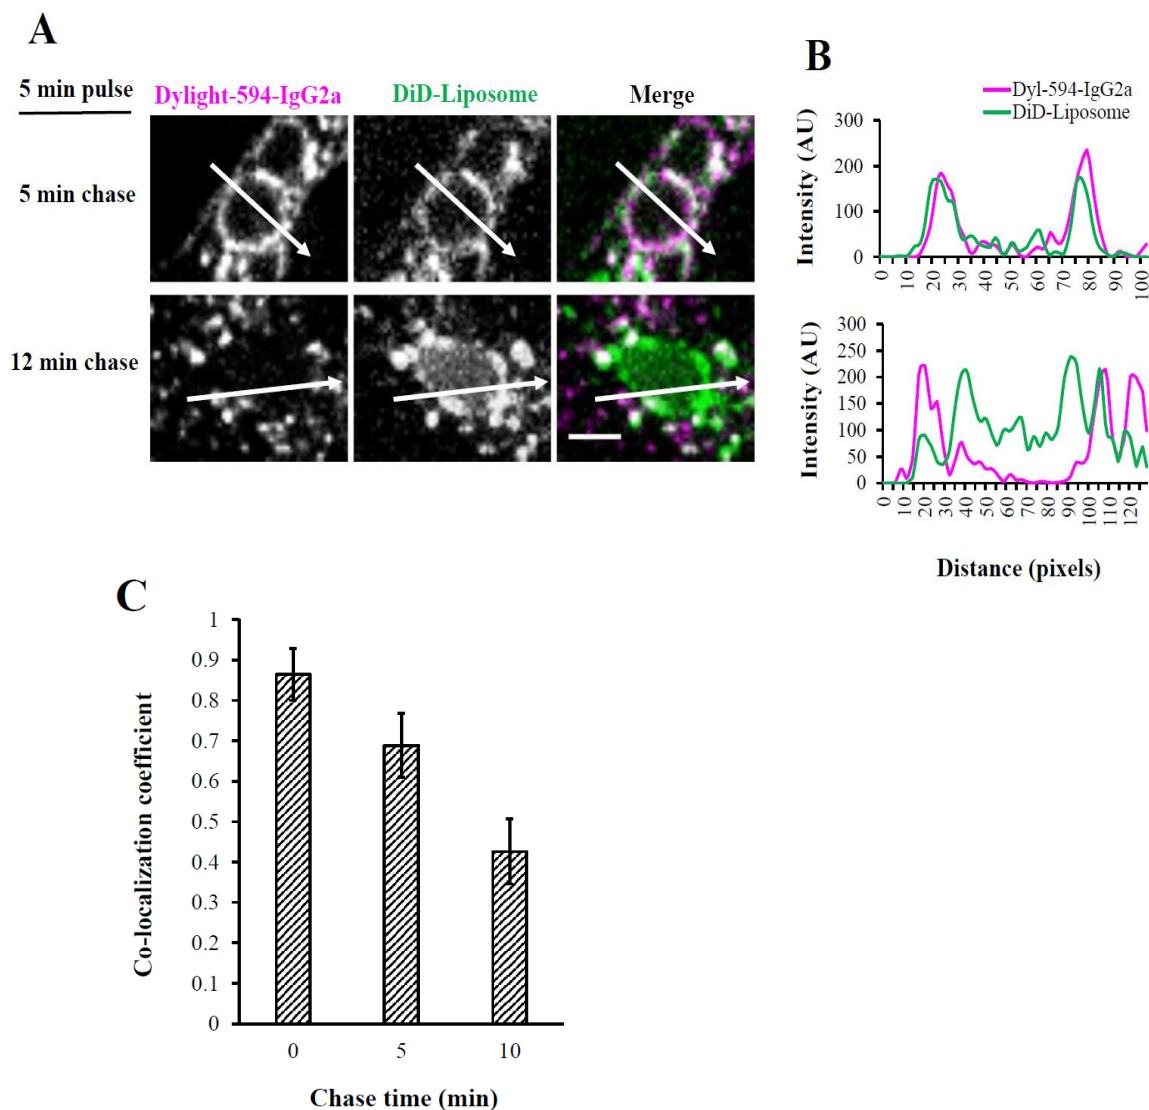 A
5 min pulse
Dylight-594-IgG2a
DiD-Liposome
Merge
5 min chase
12 min chase
B
Dyl-594-IgG2a
DiD-Liposome
Intensity (AU)
300
200
100
0
0 10 20 30 40 50 60 70 80 90 100
Intensity (AU)
300
250
200
150
100
50
0
0 10 20 30 40 50 60 70 80 90 100 110 120
Distance (pixels)
C
Co-localization coefficient
1
0.9
0.8
0.7
0.6
0.5
0.4
0.3
0.2
0.1
0
0 5 10
Chase time (min)